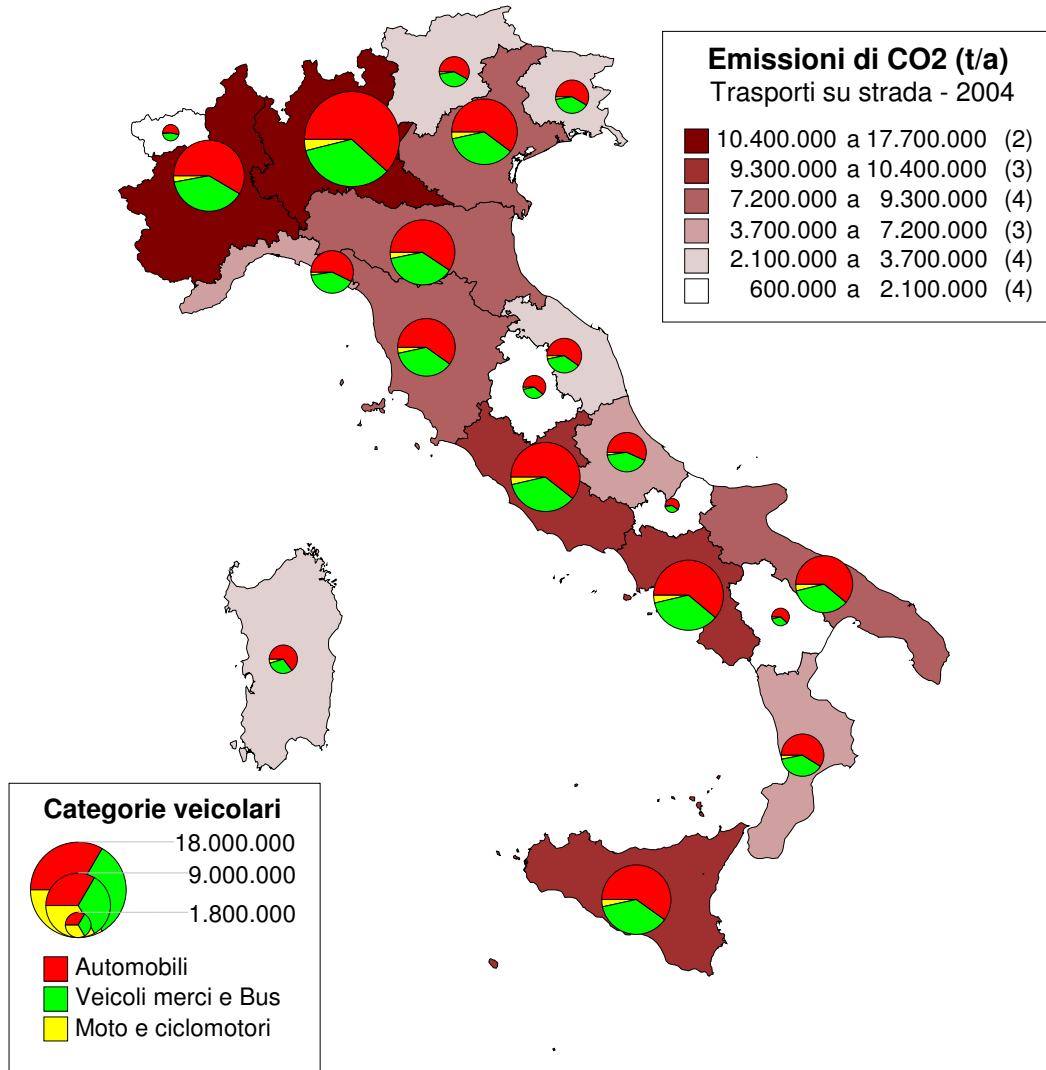 Emissioni di CO2 (t/a)
Trasporti su strada - 2004
10.400.000 a 17.700.000 (2)
9.300.000 a 10.400.000 (3)
7.200.000 a 9.300.000 (4)
3.700.000 a 7.200.000 (3)
2.100.000 a 3.700.000 (4)
600.000 a 2.100.000 (4)
Categorie veicolari
18.000.000
9.000.000
1.800.000
Automobili
Veicoli merci e Bus
Moto e ciclomotori